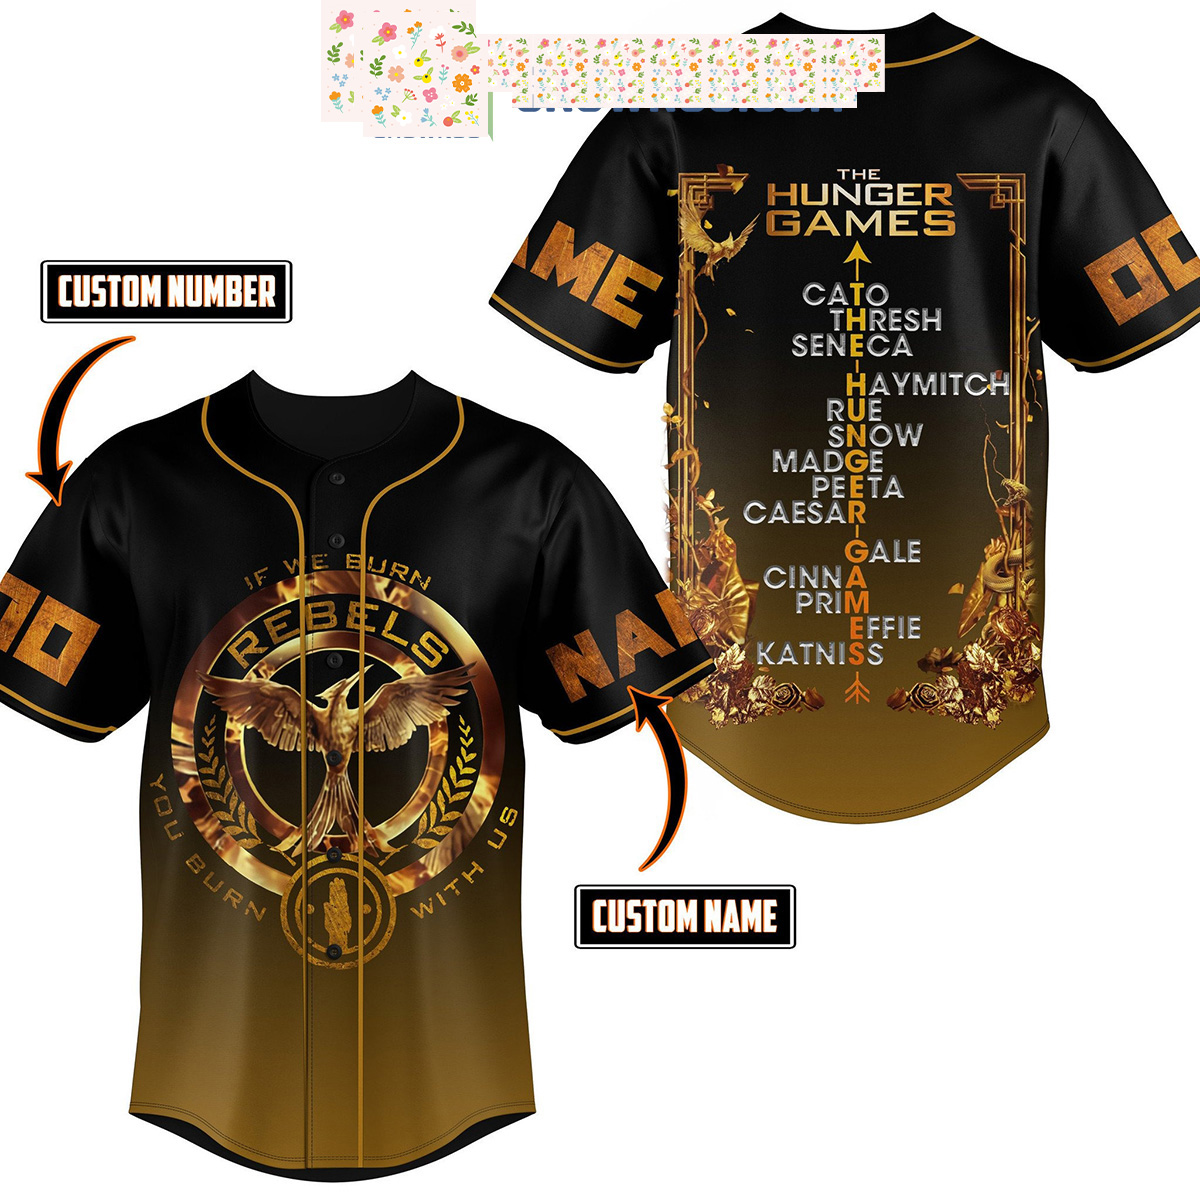 THE
HUNGER
GAMES
CATO
THRESH
SENECA
HAYMITCH
RUE
SNOW
MADGE
PEETA
CAESAR
GALE
CINNA
PRIM
EFFIE
KATNISS
AME
CUSTOM NUMBER
IF WE BURN
REBELS
YOU BURN
WITH US
NAM
CUSTOM NAME